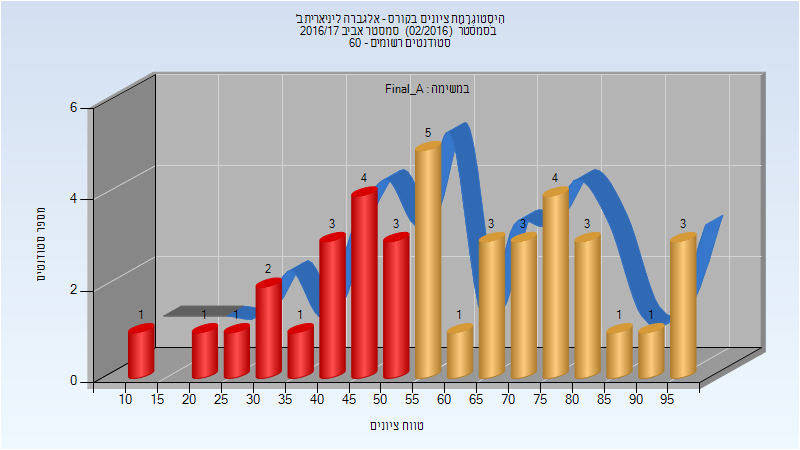 היסטוגרמת ציונים בקורס - אלגברה ליניארית ב'
בסמסטר (02/2016) סמסטר אביב 2016/17
סטודנטים רשומים - 60
במשימה : Final_A
מספר סטודנטים
6
4
2
0
1 1 1 2 1 3 4 3 5 1 3 3 4 3 1 1 3
10 15 20 25 30 35 40 45 50 55 60 65 70 75 80 85 90 95
טווח ציונים